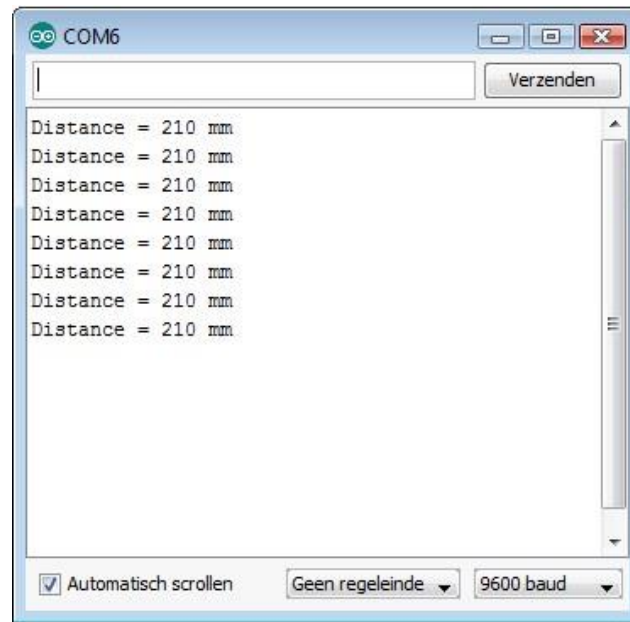 COM6
Verzenden
Distance = 210 mm
Distance = 210 mm
Distance = 210 mm
Distance = 210 mm
Distance = 210 mm
Distance = 210 mm
Distance = 210 mm
Distance = 210 mm
Automatisch scrollen Geen regeleinde 9600 baud